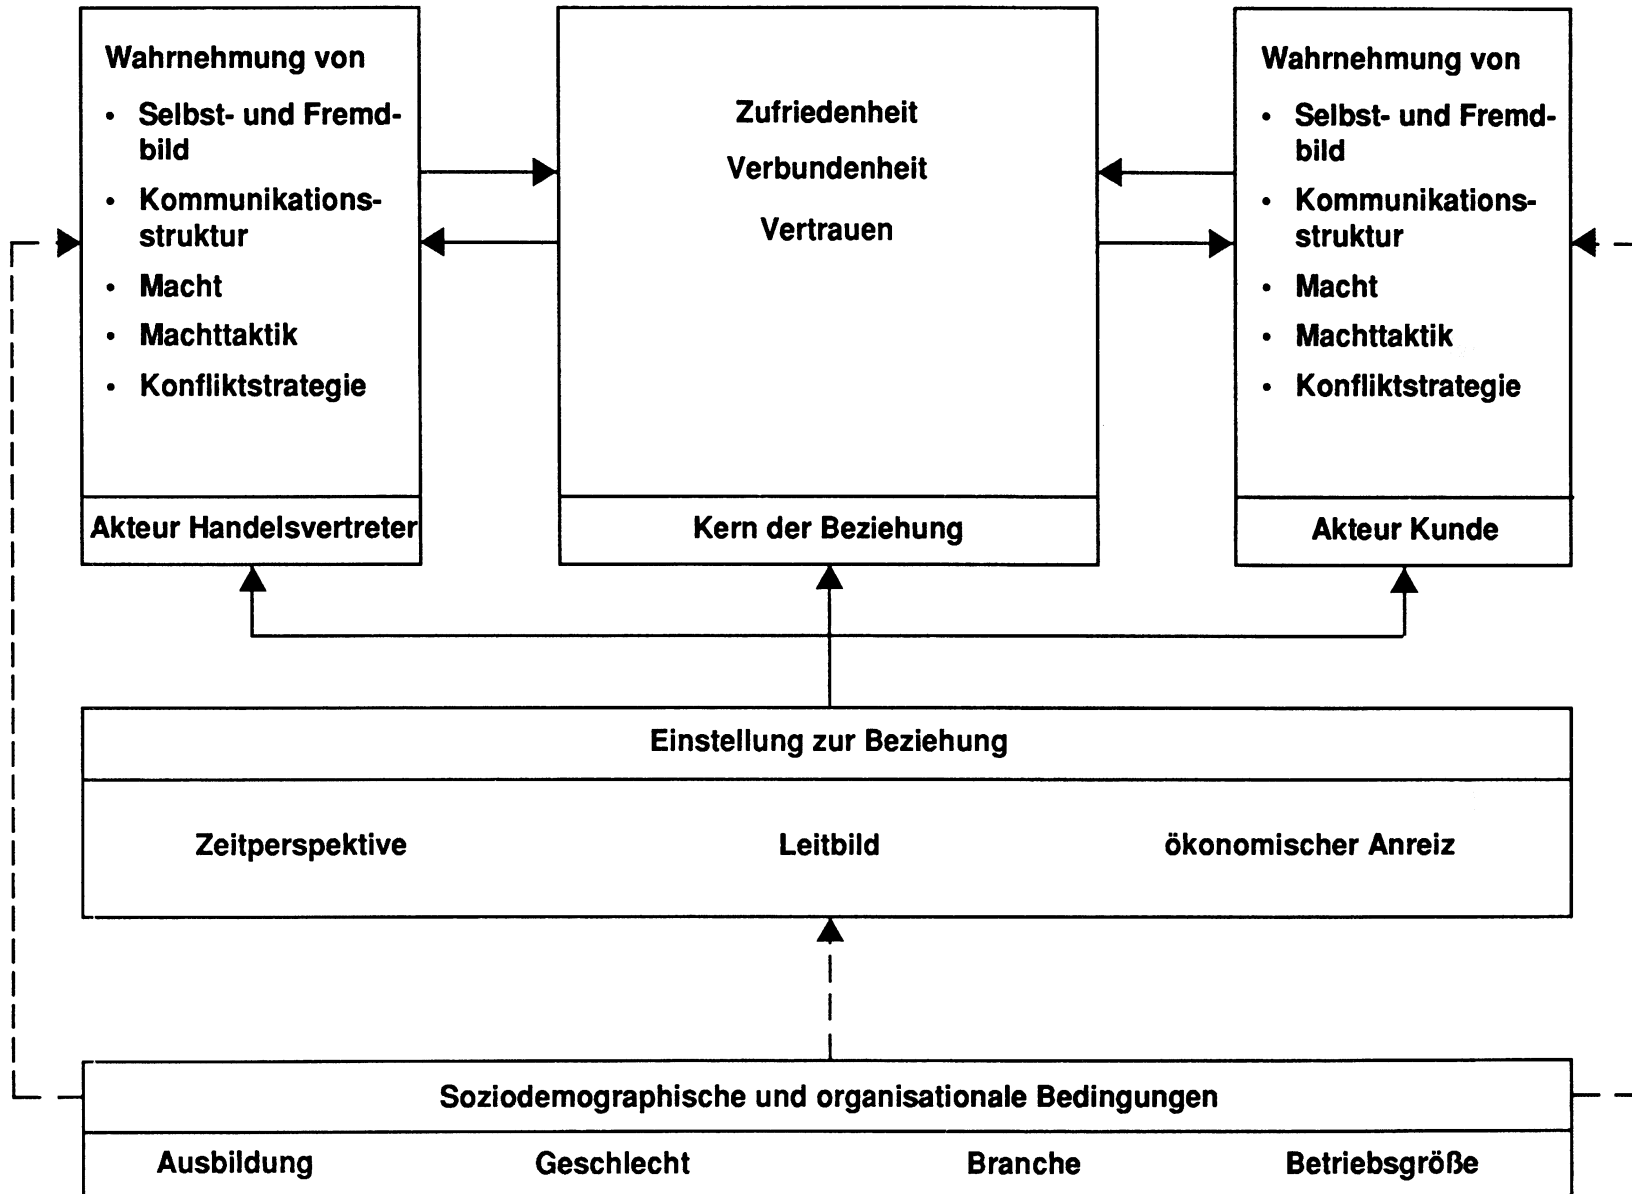 Wahrnehmung von
• Selbst- und Fremd-
bild
• Kommunikations-
struktur
• Macht
• Machttaktik
• Konfliktstrategie
Akteur Handelsvertreter
Zufriedenheit
Verbundenheit
Vertrauen
Kern der Beziehung
Wahrnehmung von
• Selbst- und Fremd-
bild
• Kommunikations-
struktur
• Macht
• Machttaktik
• Konfliktstrategie
Akteur Kunde
Einstellung zur Beziehung
Zeitperspektive Leitbild ökonomischer Anreiz
Soziodemographische und organisationale Bedingungen
Ausbildung Geschlecht Branche Betriebsgröße